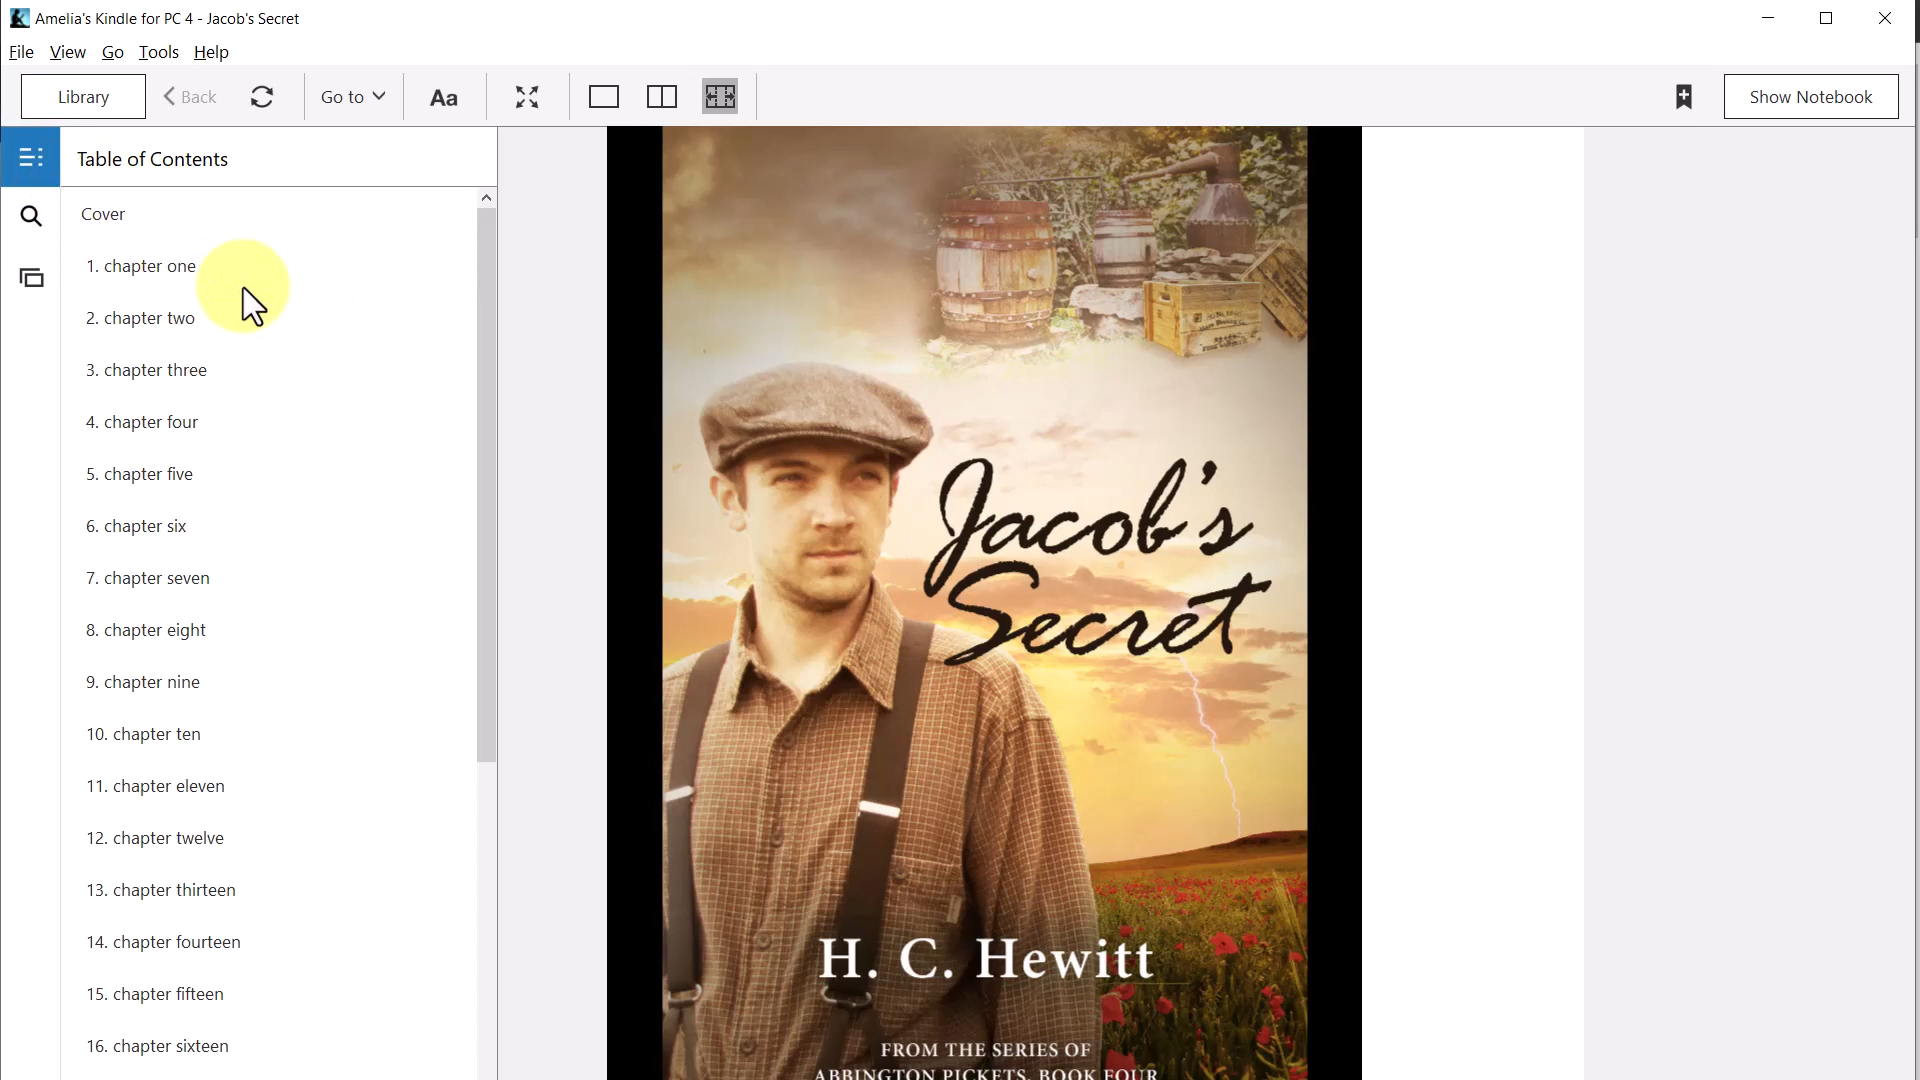 Amelia's Kindle for PC 4 - Jacob's Secret
File View Go Tools Help
Library Back Go to Aa Show Notebook
Table of Contents
Cover
1. chapter one
2. chapter two
3. chapter three
4. chapter four
5. chapter five
6. chapter six
7. chapter seven
8. chapter eight
9. chapter nine
10. chapter ten
11. chapter eleven
12. chapter twelve
13. chapter thirteen
14. chapter fourteen
15. chapter fifteen
16. chapter sixteen
Jacob's
Secret
H. C. Hewitt
FROM THE SERIES OF
ABBINGTON PICKETS, BOOK FOUR